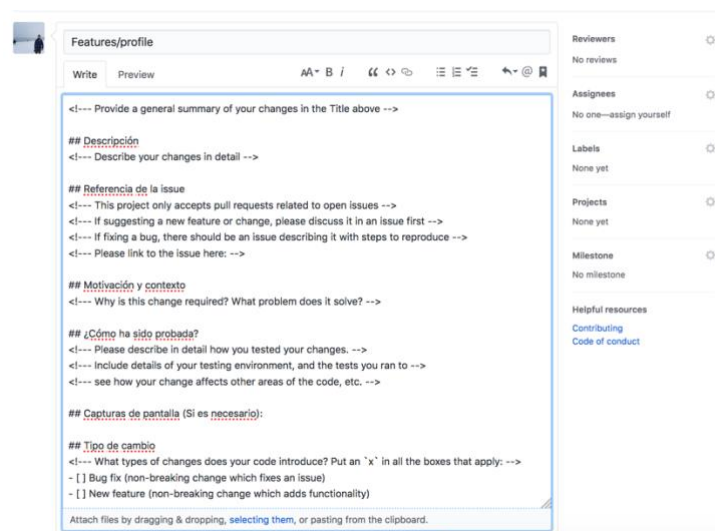 Features/profile
Write Preview AA B i
<!--- Provide a general summary of your changes in the Title above -->
## Descripción
<!--- Describe your changes in detail -->
## Referencia de la issue
<!--- This project only accepts pull requests related to open issues -->
<!--- If suggesting a new feature or change, please discuss it in an issue first -->
<!--- If fixing a bug, there should be an issue describing it with steps to reproduce -->
<!--- Please link to the issue here: -->
## Motivación y contexto
<!--- Why is this change required? What problem does it solve? -->
## ¿Cómo ha sido probada?
<!--- Please describe in detail how you tested your changes. -->
<!--- Include details of your testing environment, and the tests you ran to -->
<!--- see how your change affects other areas of the code, etc. -->
## Capturas de pantalla (Si es necesario):
## Tipo de cambio
<!--- What types of changes does your code introduce? Put an `x` in all the boxes that apply: -->
- [ ] Bug fix (non-breaking change which fixes an issue)
- [ ] New feature (non-breaking change which adds functionality)
Attach files by dragging & dropping, selecting them, or pasting from the clipboard.
Reviewers
No reviews
Assignees
No one—assign yourself
Labels
None yet
Projects
None yet
Milestone
No milestone
Helpful resources
Contributing
Code of conduct